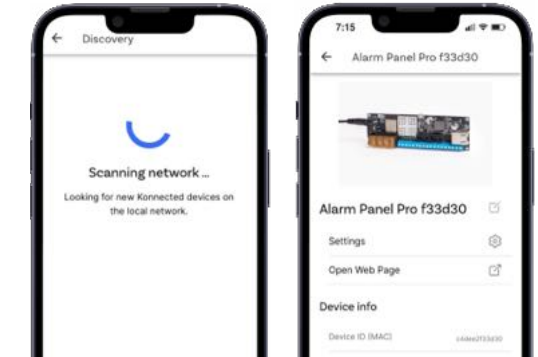 Discovery
Scanning network ...
Looking for new Konnected devices on
the local network.
7:15
Alarm Panel Pro f33d30
Alarm Panel Pro f33d30
Settings
Open Web Page
Device info
Device ID (MAC)